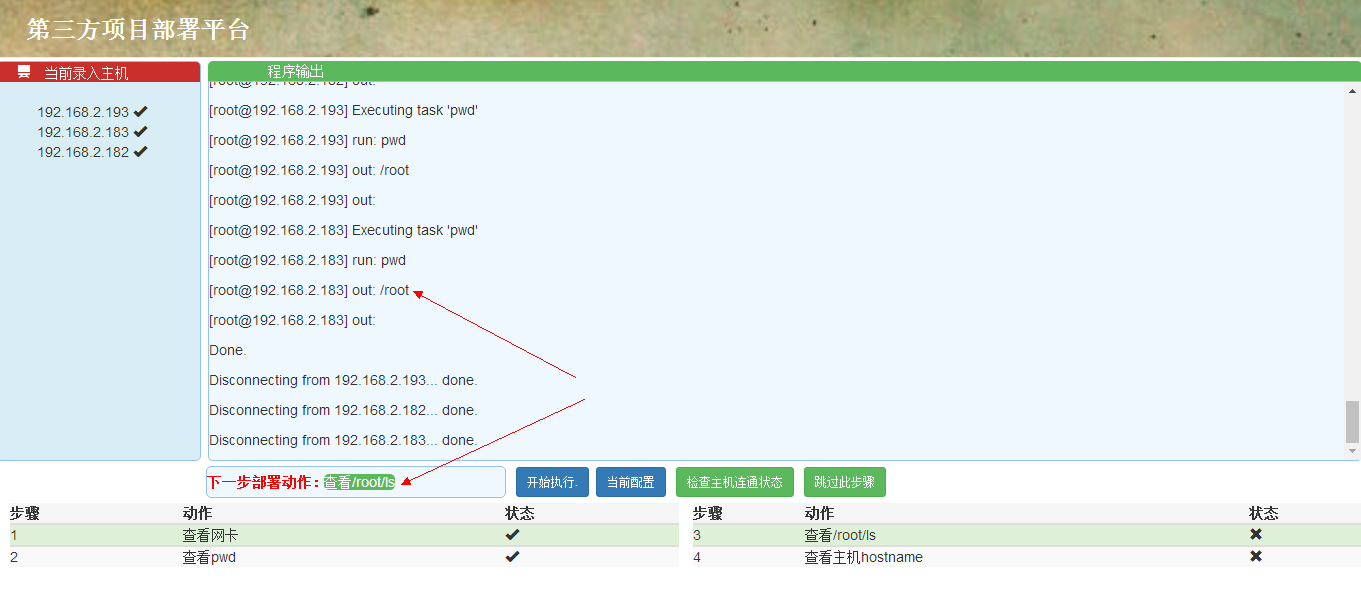 第三方项目部署平台
当前录入主机
192.168.2.193
192.168.2.183
192.168.2.182
程序输出
[root@192.168.2.182] out:
[root@192.168.2.193] Executing task 'pwd'
[root@192.168.2.193] run: pwd
[root@192.168.2.193] out: /root
[root@192.168.2.193] out:
[root@192.168.2.183] Executing task 'pwd'
[root@192.168.2.183] run: pwd
[root@192.168.2.183] out: /root
[root@192.168.2.183] out:
Done.
Disconnecting from 192.168.2.193... done.
Disconnecting from 192.168.2.182... done.
Disconnecting from 192.168.2.183... done.
下一步部署动作：查看/root/ls
开始执行.
当前配置
检查主机连通状态
跳过此步骤
步骤 动作 状态
1 查看网卡 ✔
2 查看pwd ✔
步骤 动作 状态
3 查看/root/ls ✖
4 查看主机hostname ✖